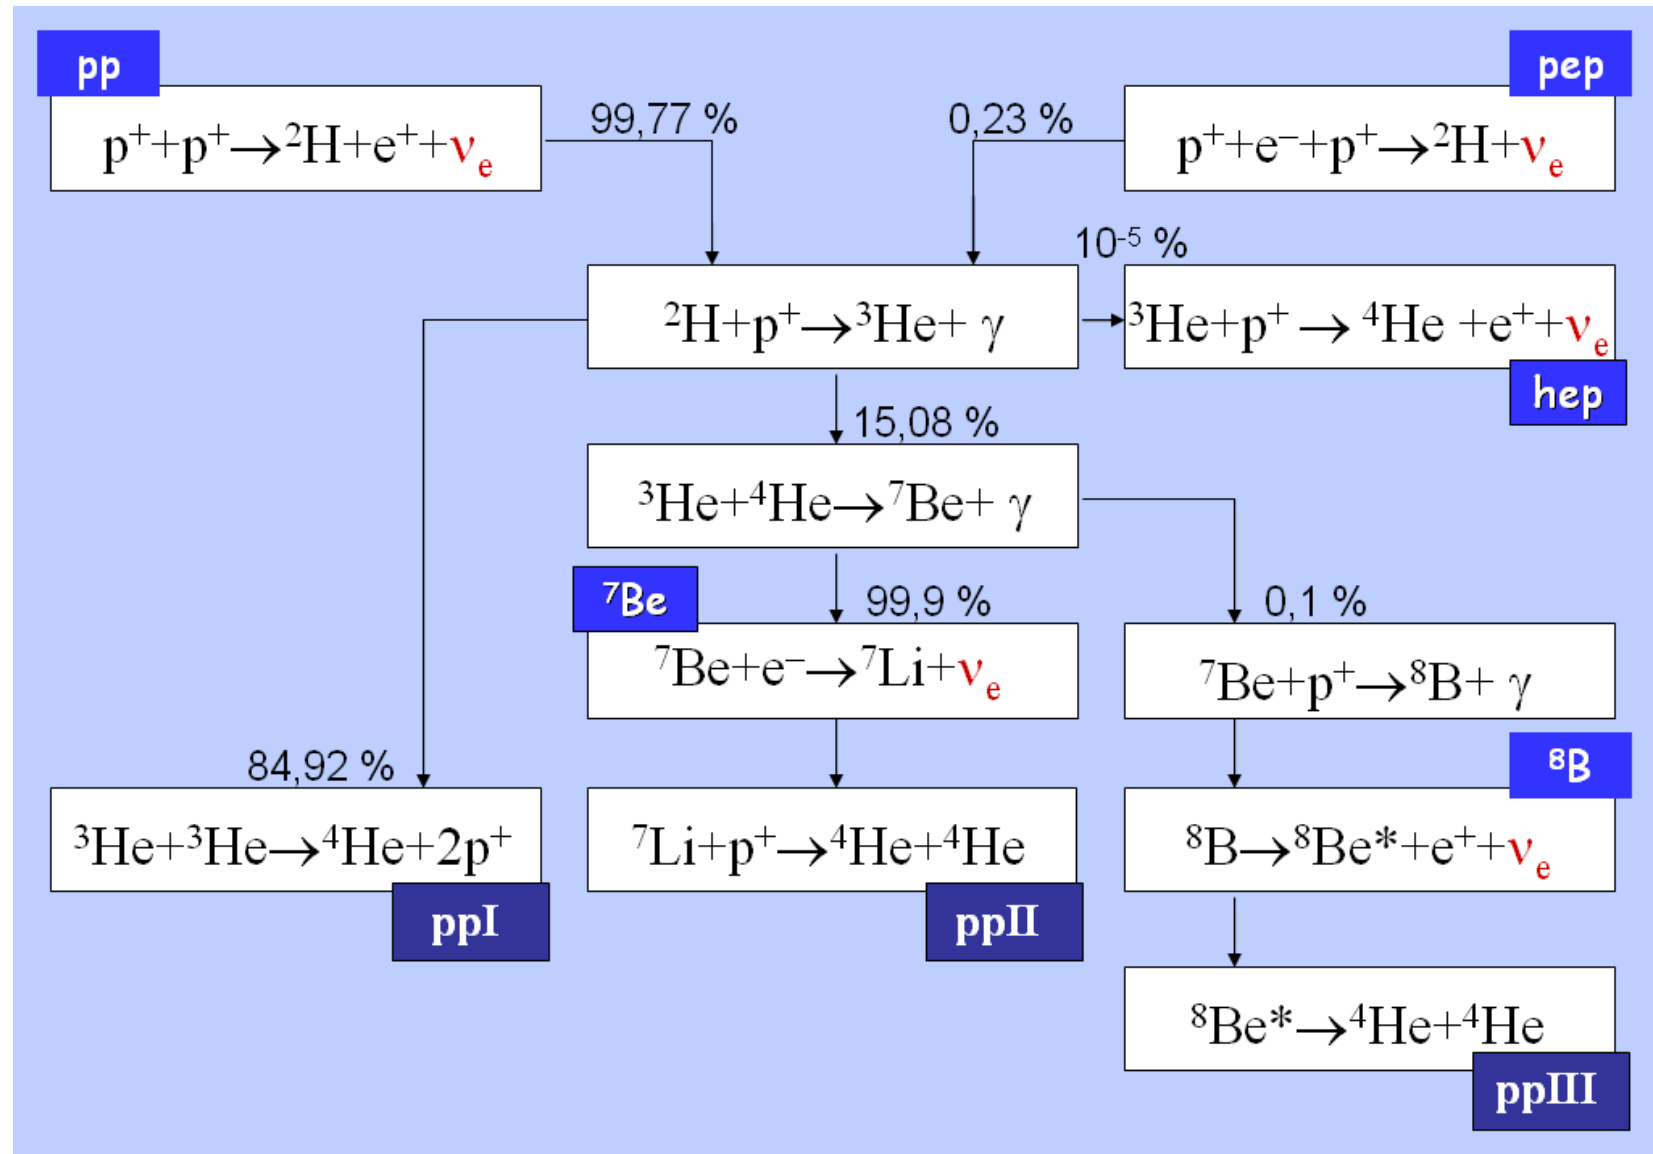 pp
pep
p⁺+p⁺→²H+e⁺+νₑ
99,77 %
0,23 %
p⁺+e⁻+p⁺→²H+νₑ
10⁻⁵ %
²H+p⁺→³He+ γ
³He+p⁺ → ⁴He +e⁺+νₑ
hep
15,08 %
³He+⁴He→⁷Be+ γ
⁷Be
99,9 %
0,1 %
⁷Be+e⁻→⁷Li+νₑ
⁷Be+p⁺→⁸B+ γ
84,92 %
⁸B
³He+³He→⁴He+2p⁺
⁷Li+p⁺→⁴He+⁴He
⁸B→⁸Be*+e⁺+νₑ
ppI
ppII
⁸Be*→⁴He+⁴He
ppIII